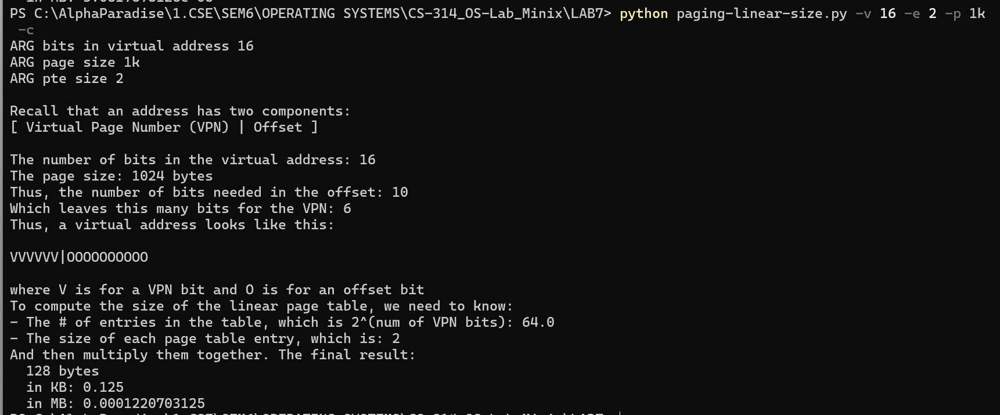 PS C:\AlphaParadise\1.CSE\SEM6\OPERATING SYSTEMS\CS-314_OS-Lab_Minix\LAB7> python paging-linear-size.py -v 16 -e 2 -p 1k
-c
ARG bits in virtual address 16
ARG page size 1k
ARG pte size 2
Recall that an address has two components:
[ Virtual Page Number (VPN) | Offset ]
The number of bits in the virtual address: 16
The page size: 1024 bytes
Thus, the number of bits needed in the offset: 10
Which leaves this many bits for the VPN: 6
Thus, a virtual address looks like this:
VVVVVV|OOOOOOOOOO
where V is for a VPN bit and O is for an offset bit
To compute the size of the linear page table, we need to know:
- The # of entries in the table, which is 2^(num of VPN bits): 64.0
- The size of each page table entry, which is: 2
And then multiply them together. The final result:
128 bytes
in KB: 0.125
in MB: 0.0001220703125